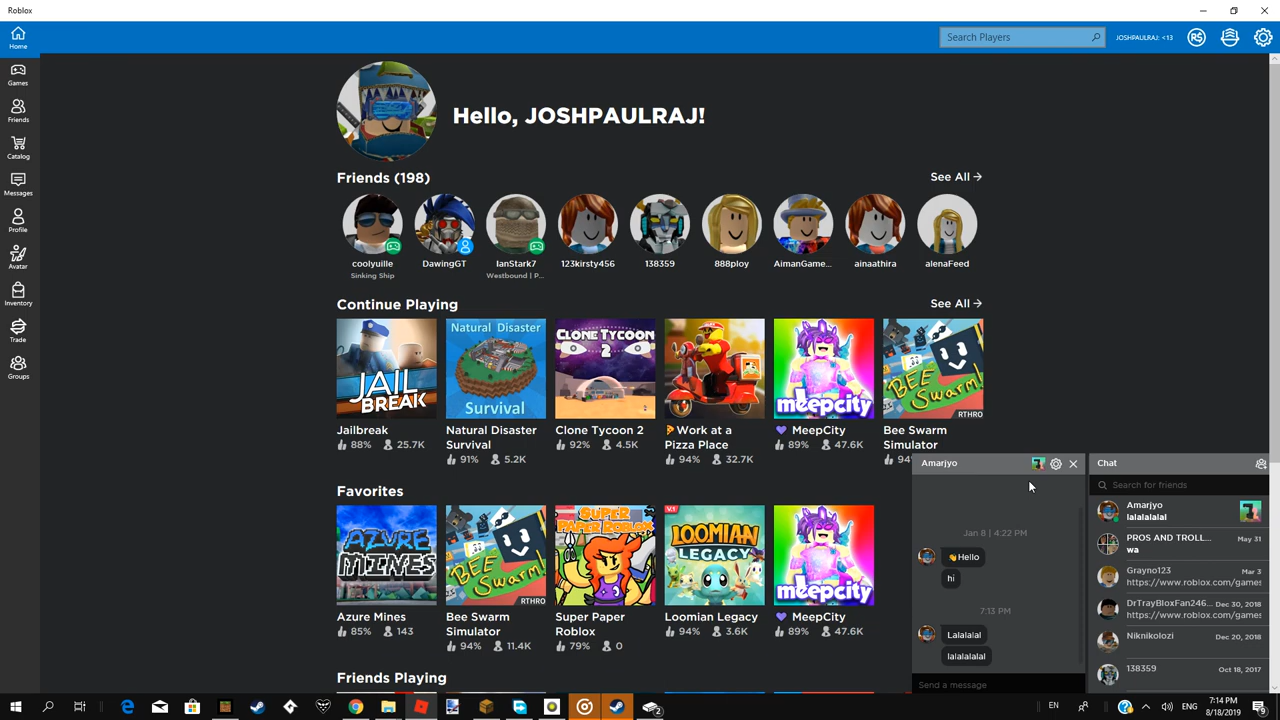 Roblox
Home
Search Players
JOSHPAULRAJ: <13
R$
Games
Friends
Catalog
Messages
Profile
Avatar
Inventory
Trade
Groups
Hello, JOSHPAULRAJ!
Friends (198)
See All
coolyuille
DawingGT
IanStark7
123kirsty456
138359
888ploy
AimanGame...
ainaathira
alenaFeed
Sinking Ship
Westbound | P...
Continue Playing
See All
JAIL
BREAK
Natural Disaster
Survival
CLONE TYCOON
2
meepcity
BEE
SWARM!
RTHRO
Jailbreak
88% 25.7K
Natural Disaster
Survival
91% 5.2K
Clone Tycoon 2
92% 4.5K
Work at a
Pizza Place
94% 32.7K
MeepCity
89% 47.6K
Bee Swarm
Simulator
Favorites
AZURE
MINES
BEE
SWARM!
RTHRO
SUPER
PAPER ROBLOX
V.1
LOOMIAN
LEGACY
meepcity
Azure Mines
85% 143
Bee Swarm
Simulator
94% 11.4K
Super Paper
Roblox
79% 0
Loomian Legacy
94% 3.6K
MeepCity
89% 47.6K
Friends Playing
Amarjyo
Jan 8 | 4:22 PM
👋Hello
hi
7:13 PM
Lalalalal
lalalalalal
Send a message
Chat
Search for friends
Amarjyo
lalalalalal
PROS AND TROLL... May 31
wa
Grayno123 Mar 3
https://www.roblox.com/games
DrTrayBloxFan246... Dec 30, 2018
https://www.roblox.com/games
Niknikolozi Dec 20, 2018
138359 Oct 18, 2017
2
EN
ENG
7:14 PM
8/18/2019
9